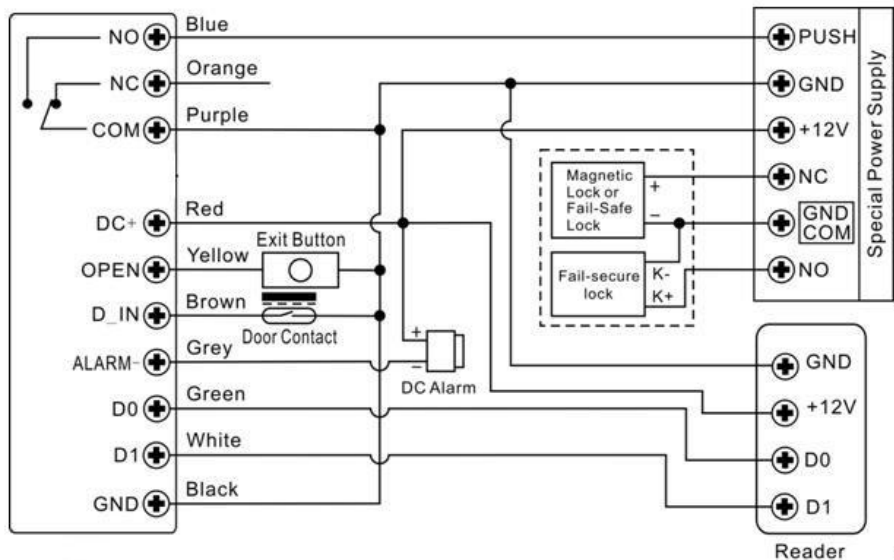 NO
Blue
NC
Orange
COM
Purple
DC+
Red
OPEN
Yellow
Exit Button
D_IN
Brown
Door Contact
ALARM-
Grey
+
-
DC Alarm
D0
Green
D1
White
GND
Black
Magnetic
Lock or
Fail-Safe
Lock
+
-
Fail-secure
lock
K-
K+
PUSH
GND
+12V
NC
GND
COM
NO
Special Power Supply
GND
+12V
D0
D1
Reader